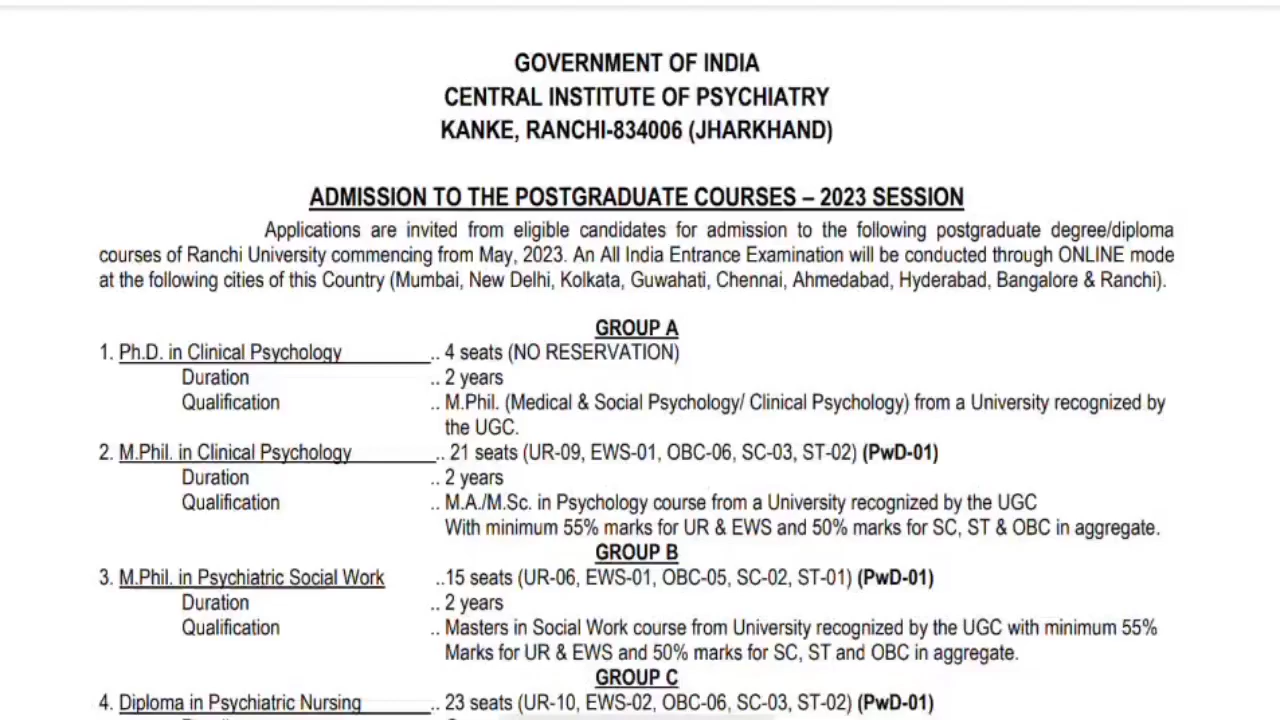 GOVERNMENT OF INDIA
CENTRAL INSTITUTE OF PSYCHIATRY
KANKE, RANCHI-834006 (JHARKHAND)
ADMISSION TO THE POSTGRADUATE COURSES – 2023 SESSION
Applications are invited from eligible candidates for admission to the following postgraduate degree/diploma
courses of Ranchi University commencing from May, 2023. An All India Entrance Examination will be conducted through ONLINE mode
at the following cities of this Country (Mumbai, New Delhi, Kolkata, Guwahati, Chennai, Ahmedabad, Hyderabad, Bangalore & Ranchi).
GROUP A
1. Ph.D. in Clinical Psychology .. 4 seats (NO RESERVATION)
Duration .. 2 years
Qualification .. M.Phil. (Medical & Social Psychology/ Clinical Psychology) from a University recognized by
the UGC.
2. M.Phil. in Clinical Psychology .. 21 seats (UR-09, EWS-01, OBC-06, SC-03, ST-02) (PwD-01)
Duration .. 2 years
Qualification .. M.A./M.Sc. in Psychology course from a University recognized by the UGC
With minimum 55% marks for UR & EWS and 50% marks for SC, ST & OBC in aggregate.
GROUP B
3. M.Phil. in Psychiatric Social Work ..15 seats (UR-06, EWS-01, OBC-05, SC-02, ST-01) (PwD-01)
Duration .. 2 years
Qualification .. Masters in Social Work course from University recognized by the UGC with minimum 55%
Marks for UR & EWS and 50% marks for SC, ST and OBC in aggregate.
GROUP C
4. Diploma in Psychiatric Nursing .. 23 seats (UR-10, EWS-02, OBC-06, SC-03, ST-02) (PwD-01)